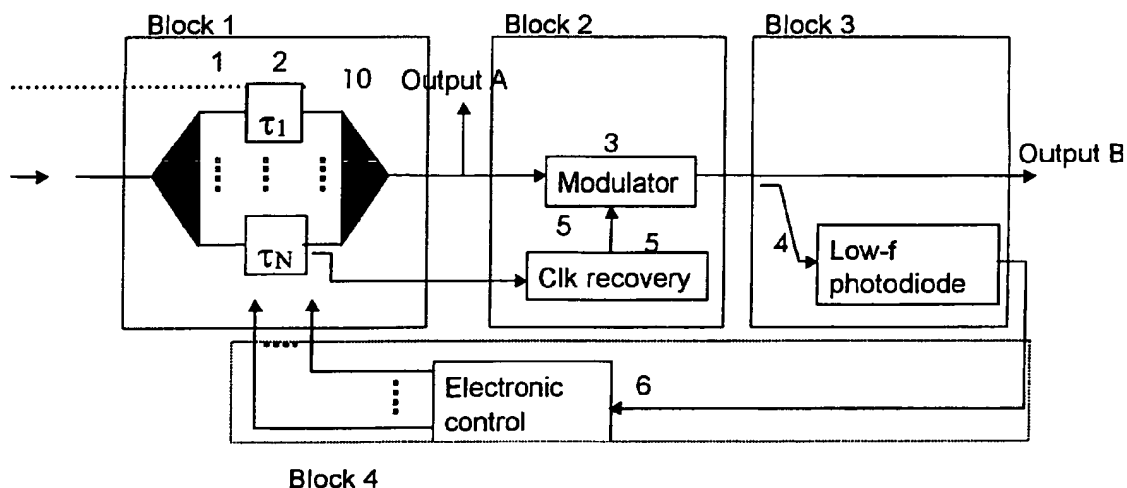 Block 1
Block 2
Block 3
1
2
10
Output A
τ1
3
Output B
Modulator
5
5
4
τN
Clk recovery
Low-f
photodiode
Electronic
control
6
Block 4